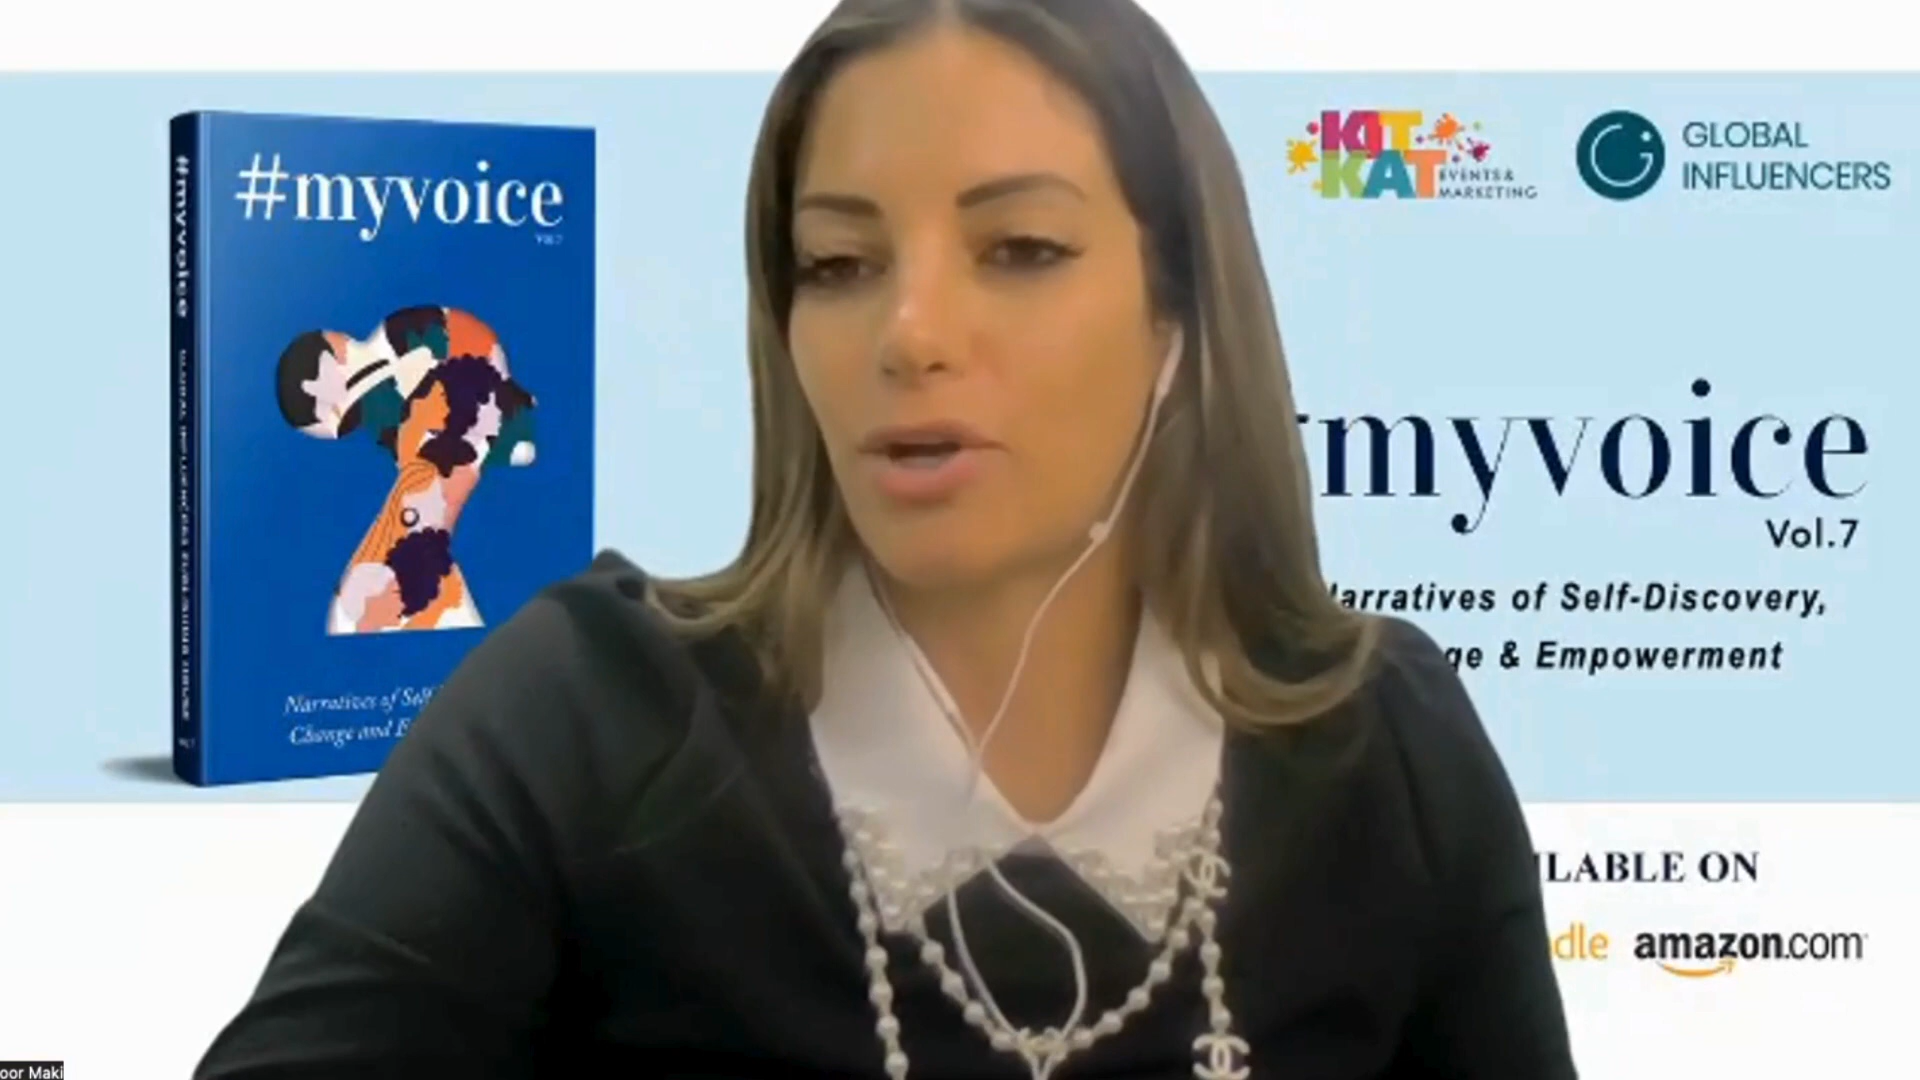 #myvoice
Vol.7
#myvoice
Narratives of Self
Change and E
KIT
KAT
EVENTS &
MARKETING
GLOBAL
INFLUENCERS
myvoice
Vol.7
Narratives of Self-Discovery,
ge & Empowerment
ILABLE ON
dle amazon.com
oor Maki